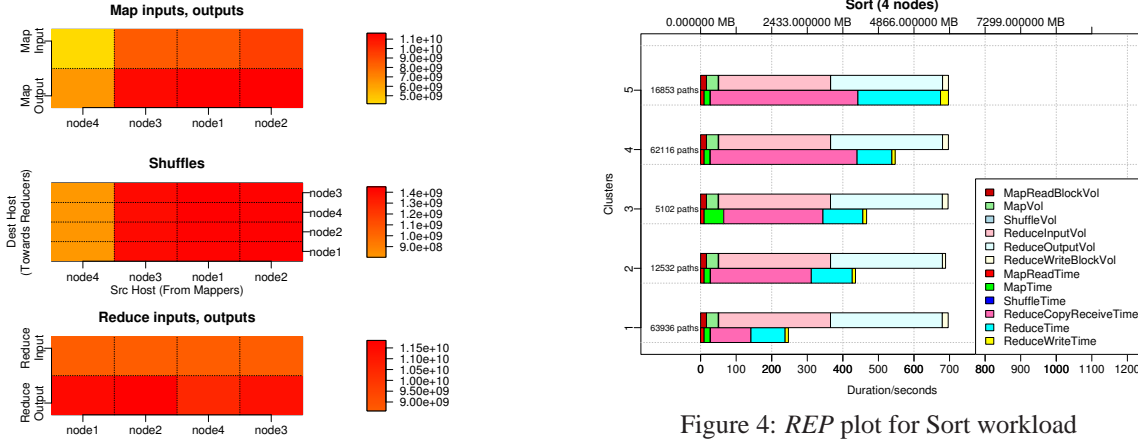 Map inputs, outputs
Map Input
Map Output
node4 node3 node1 node2
1.1e+10
1.0e+10
9.0e+09
8.0e+09
7.0e+09
6.0e+09
5.0e+09
Shuffles
Dest Host
(Towards Reducers)
node3
node4
node2
node1
node4 node3 node1 node2
Src Host (From Mappers)
1.4e+09
1.3e+09
1.2e+09
1.1e+09
1.0e+09
9.0e+08
Reduce inputs, outputs
Reduce Input
Reduce Output
node1 node2 node4 node3
1.15e+10
1.10e+10
1.05e+10
1.00e+10
9.50e+09
9.00e+09
Sort (4 nodes)
0.000000 MB 2433.000000 MB 4866.000000 MB 7299.000000 MB
Clusters
5
16853 paths
4
62116 paths
3
5102 paths
2
12532 paths
1
63936 paths
MapReadBlockVol
MapVol
ShuffleVol
ReduceInputVol
ReduceOutputVol
ReduceWriteBlockVol
MapReadTime
MapTime
ShuffleTime
ReduceCopyReceiveTime
ReduceTime
ReduceWriteTime
0 100 200 300 400 500 600 700 800 900 1000 1100 1200
Duration/seconds
Figure 4: REP plot for Sort workload